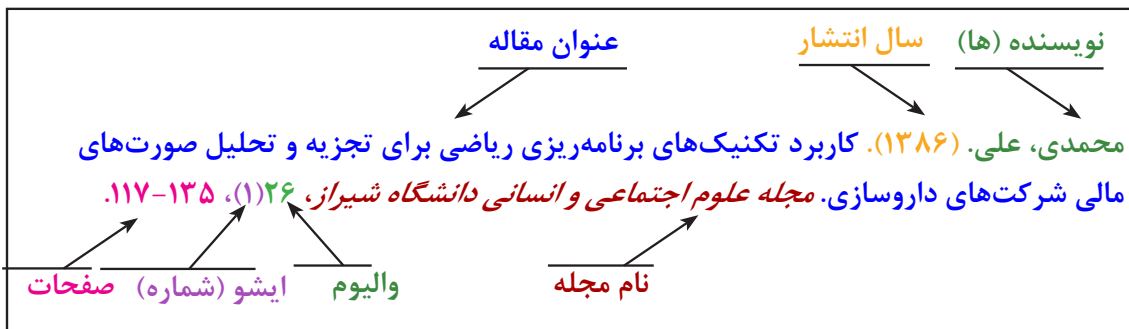 نویسنده (ها) سال انتشار عنوان مقاله
محمدی، علی. (۱۳۸۶). کاربرد تکنیک‌های برنامه‌ریزی ریاضی برای تجزیه و تحلیل صورت‌های
مالی شرکت‌های داروسازی. مجله علوم اجتماعی و انسانی دانشگاه شیراز، ۲۶(۱)، ۱۳۵-۱۱۷.
نام مجله والیوم ایشو (شماره) صفحات